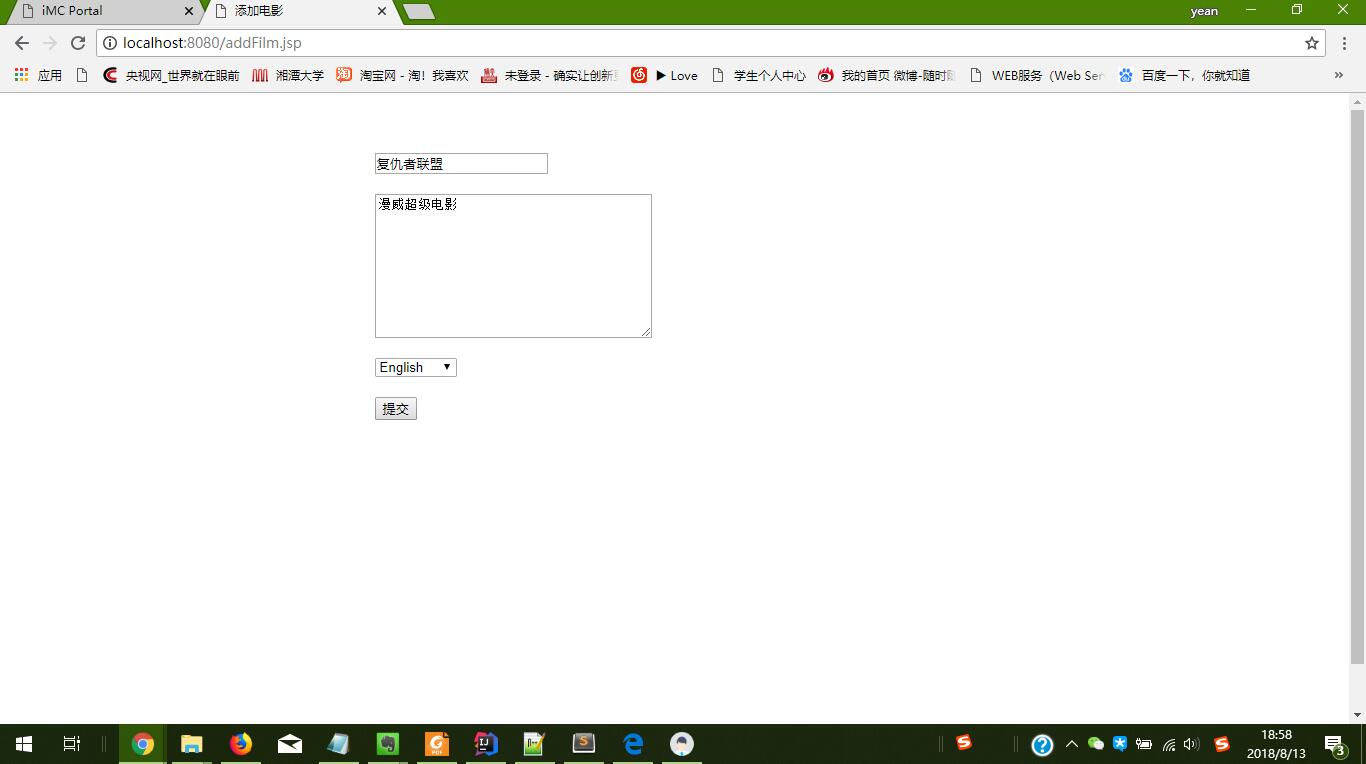 iMC Portal
添加电影
yean
localhost:8080/addFilm.jsp
应用
央视网_世界就在眼前
湘潭大学
淘宝网 - 淘！我喜欢
未登录 - 确实让创新
▶ Love
学生个人中心
我的首页 微博-随时
WEB服务（Web Ser
百度一下，你就知道
»
复仇者联盟
漫威超级电影
English
提交
18:58
2018/8/13
3